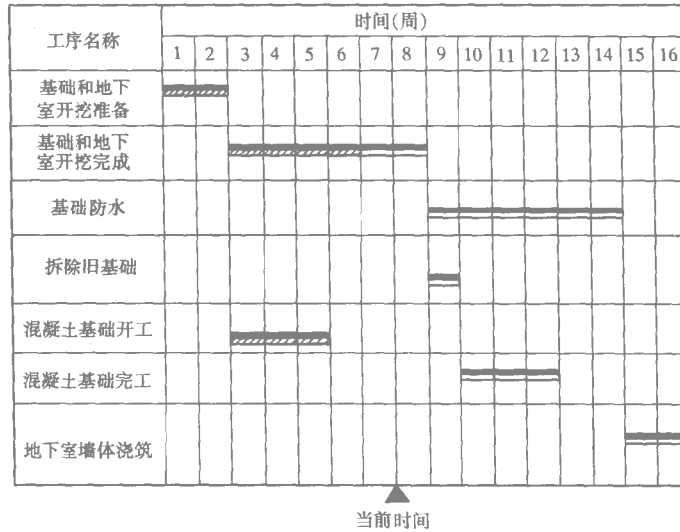 工序名称
时间(周)
1 2 3 4 5 6 7 8 9 10 11 12 13 14 15 16
基础和地下
室开挖准备
基础和地下
室开挖完成
基础防水
拆除旧基础
混凝土基础开工
混凝土基础完工
地下室墙体浇筑
当前时间